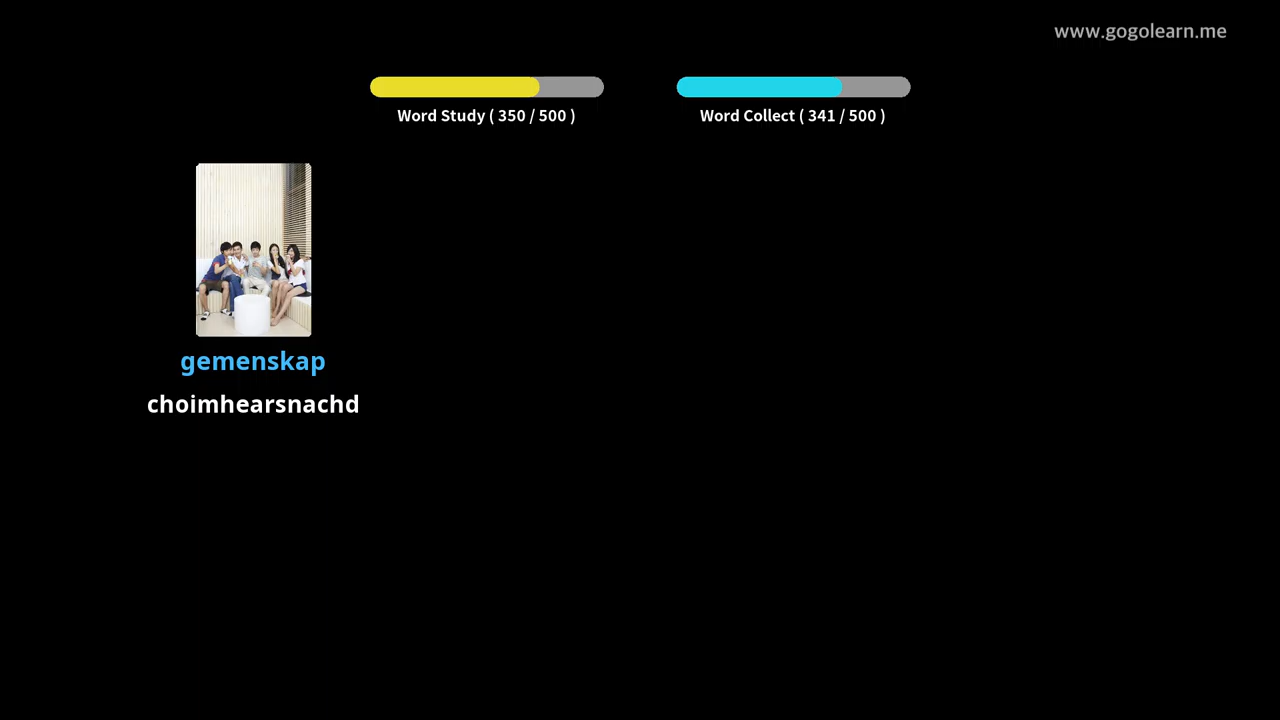 www.gogolearn.me
Word Study ( 350 / 500 )
Word Collect ( 341 / 500 )
gemenskap
choimhearsnachd